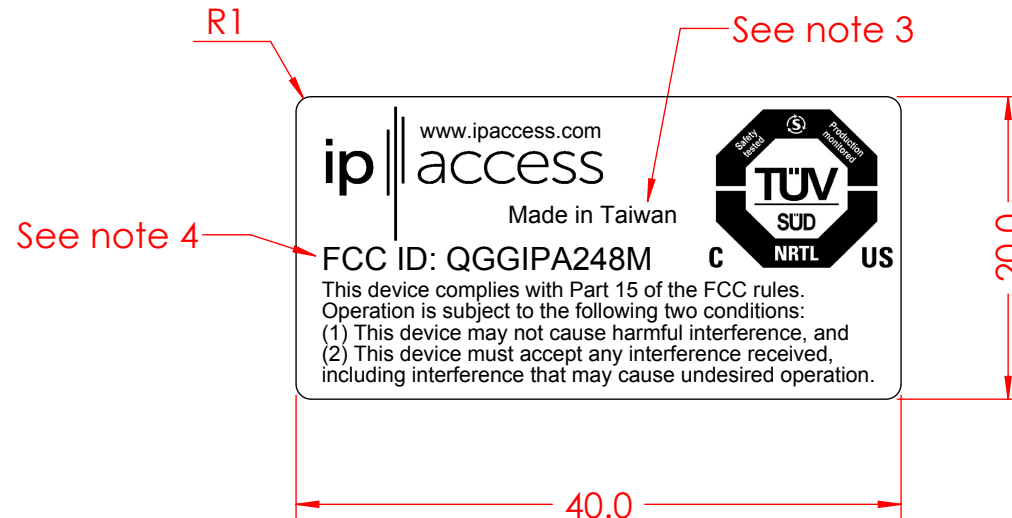 R1
See note 3
www.ipaccess.com
ip access
Safety tested
S
Production monitored
TÜV
SÜD
NRTL
C
US
Made in Taiwan
See note 4
FCC ID: QGGIPA248M
This device complies with Part 15 of the FCC rules.
Operation is subject to the following two conditions:
(1) This device may not cause harmful interference, and
(2) This device must accept any interference received,
including interference that may cause undesired operation.
20.0
40.0